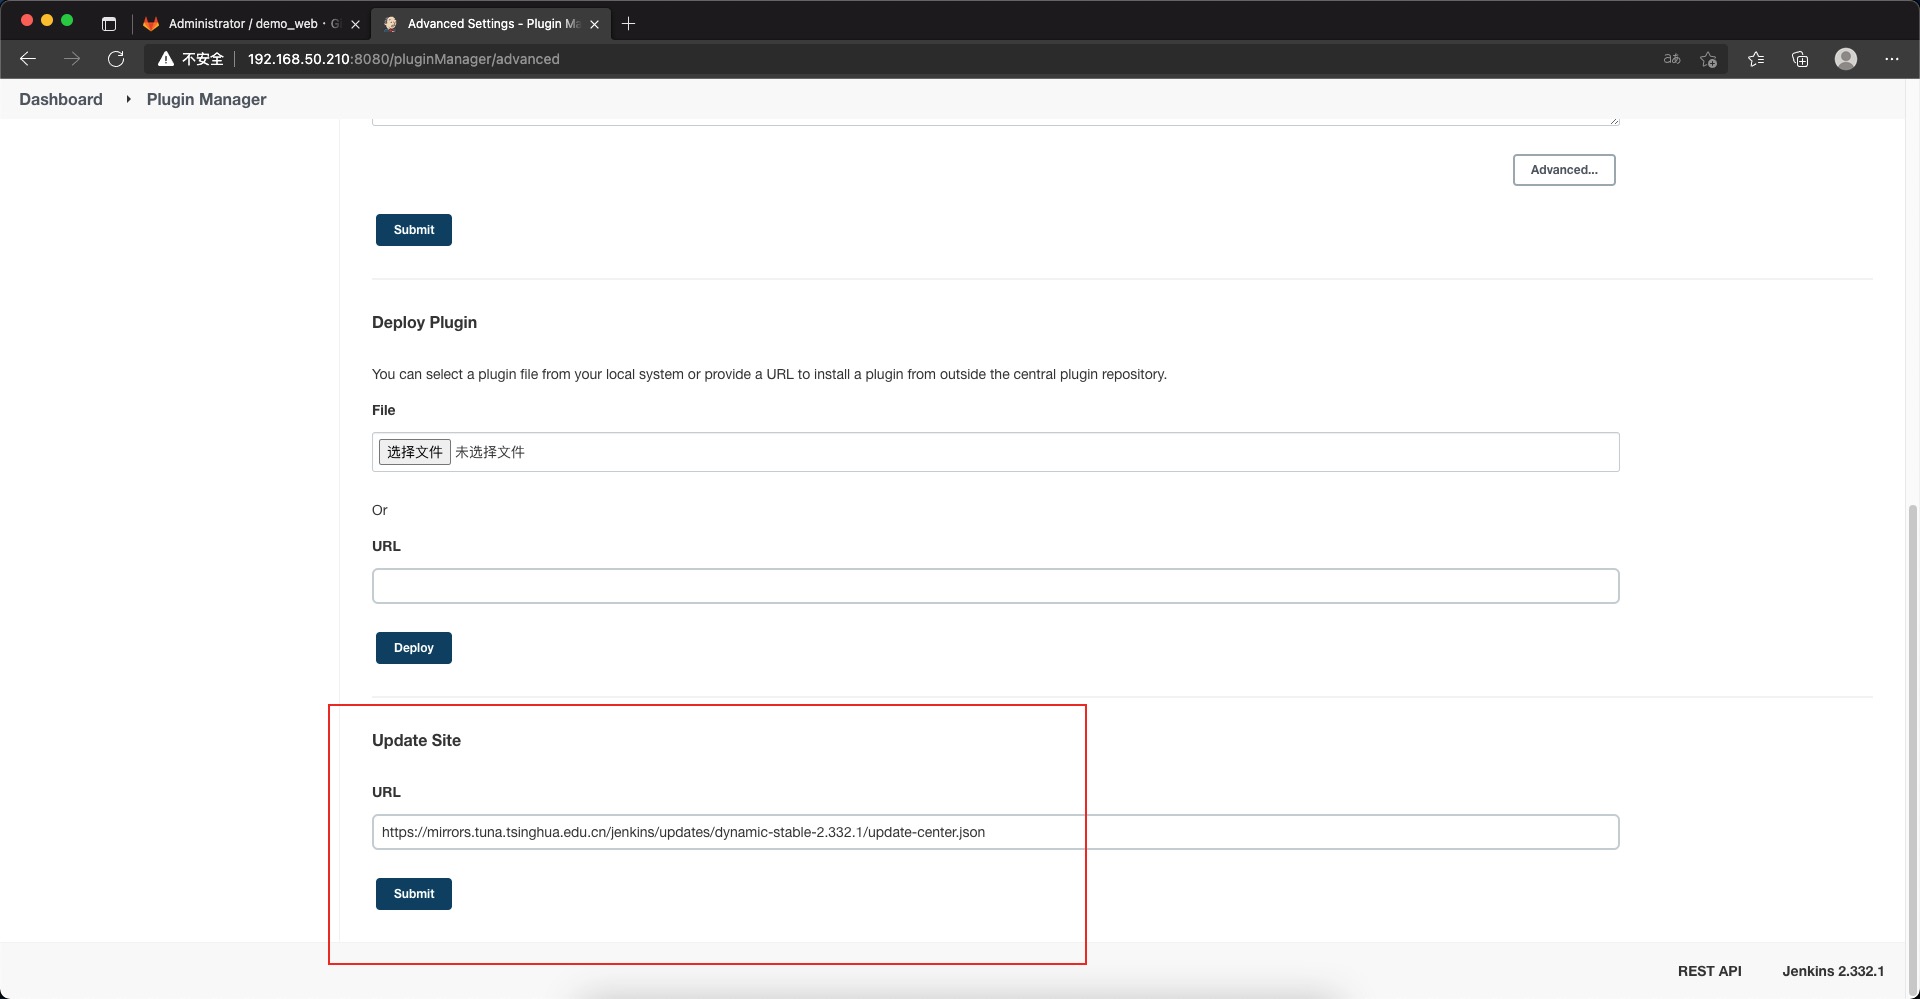 Administrator / demo_web · G
Advanced Settings - Plugin Ma
不安全 192.168.50.210:8080/pluginManager/advanced
Dashboard Plugin Manager
Advanced...
Submit
Deploy Plugin
You can select a plugin file from your local system or provide a URL to install a plugin from outside the central plugin repository.
File
选择文件 未选择文件
Or
URL
Deploy
Update Site
URL
https://mirrors.tuna.tsinghua.edu.cn/jenkins/updates/dynamic-stable-2.332.1/update-center.json
Submit
REST API Jenkins 2.332.1